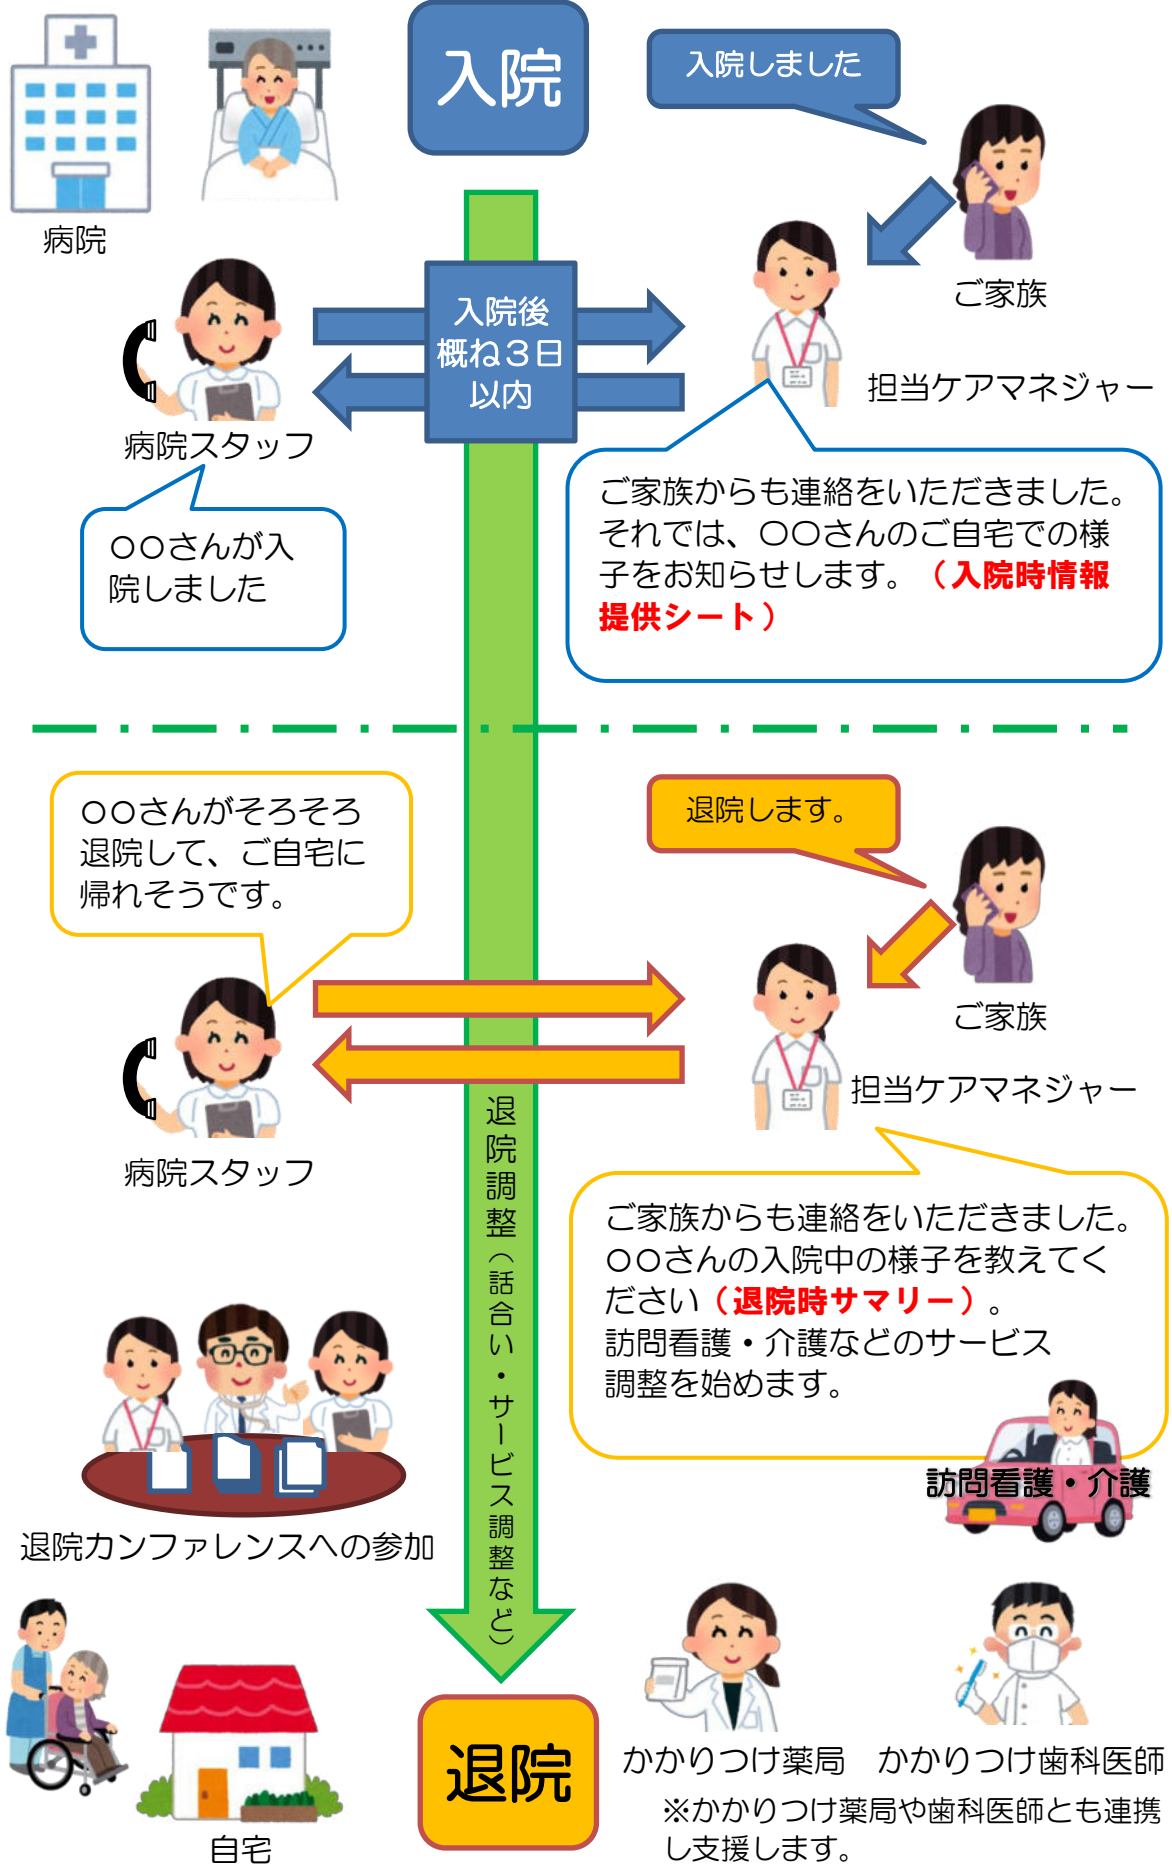 入院
入院しました
病院
ご家族
入院後
概ね３日
以内
担当ケアマネジャー
病院スタッフ
〇〇さんが入
院しました
ご家族からも連絡をいただきました。
それでは、〇〇さんのご自宅での様
子をお知らせします。（入院時情報
提供シート）
〇〇さんがそろそろ
退院して、ご自宅に
帰れそうです。
退院します。
ご家族
担当ケアマネジャー
病院スタッフ
退院調整（話合い・サービス調整など）
ご家族からも連絡をいただきました。
〇〇さんの入院中の様子を教えてく
ださい（退院時サマリー）。
訪問看護・介護などのサービス
調整を始めます。
訪問看護・介護
退院カンファレンスへの参加
退院
自宅
かかりつけ薬局
かかりつけ歯科医師
※かかりつけ薬局や歯科医師とも連携
し支援します。